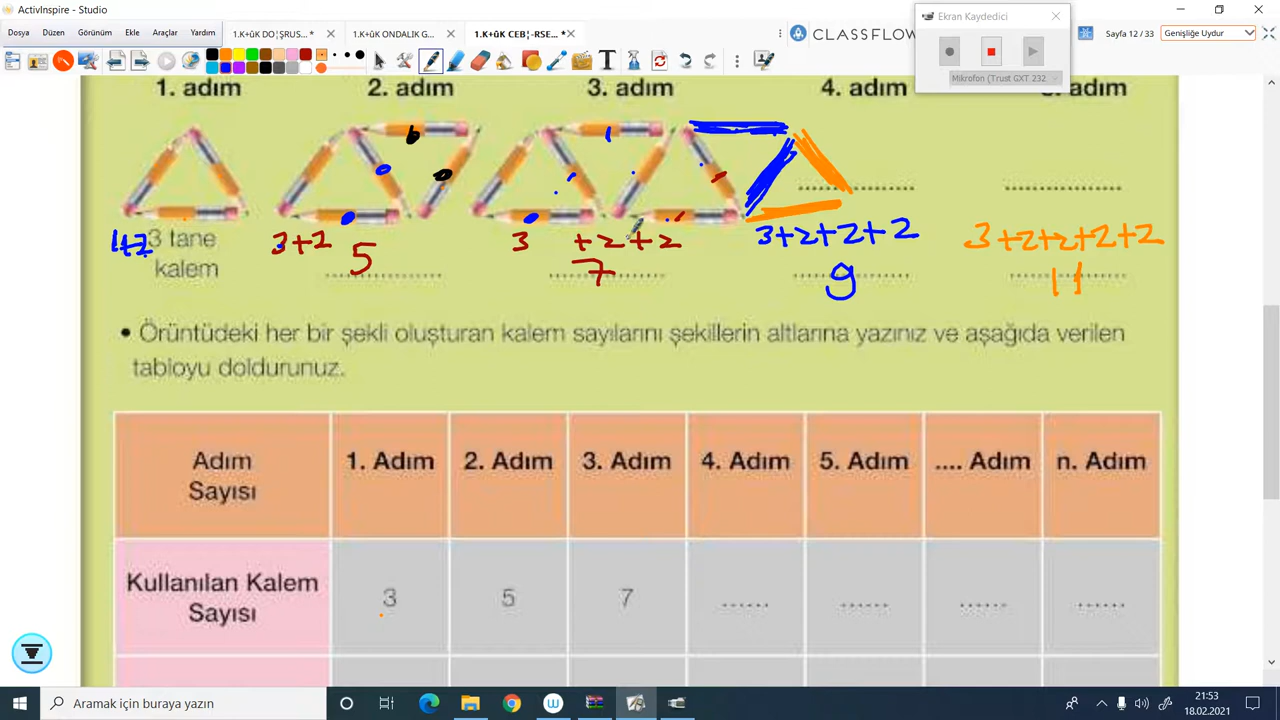 ActivInspire - Studio
Ekran Kaydedici
Dosya Düzen Görünüm Ekle Araçlar Yardım
1.K+ûK DO¦ŞRUS...* 1.K+ûK ONDALIK G... 1.K+ûK CEB¦-RSE...*
CLASSFLOW
Sayfa 12 / 33
Genişliğe Uydur
Mikrofon (Trust GXT 232
1. adım 2. adım 3. adım 4. adım adım
1+2 3 tane kalem
3+2 5
3 +2+2 7
3+2+2+2 9
3+2+2+2+2 11
• Örüntüdeki her bir şekli oluşturan kalem sayılarını şekillerin altlarına yazınız ve aşağıda verilen
tabloyu doldurunuz.
Adım Sayısı 1. Adım 2. Adım 3. Adım 4. Adım 5. Adım .... Adım n. Adım
Kullanılan Kalem Sayısı 3 5 7 ...... ...... ...... ......
Aramak için buraya yazın
21:53
18.02.2021